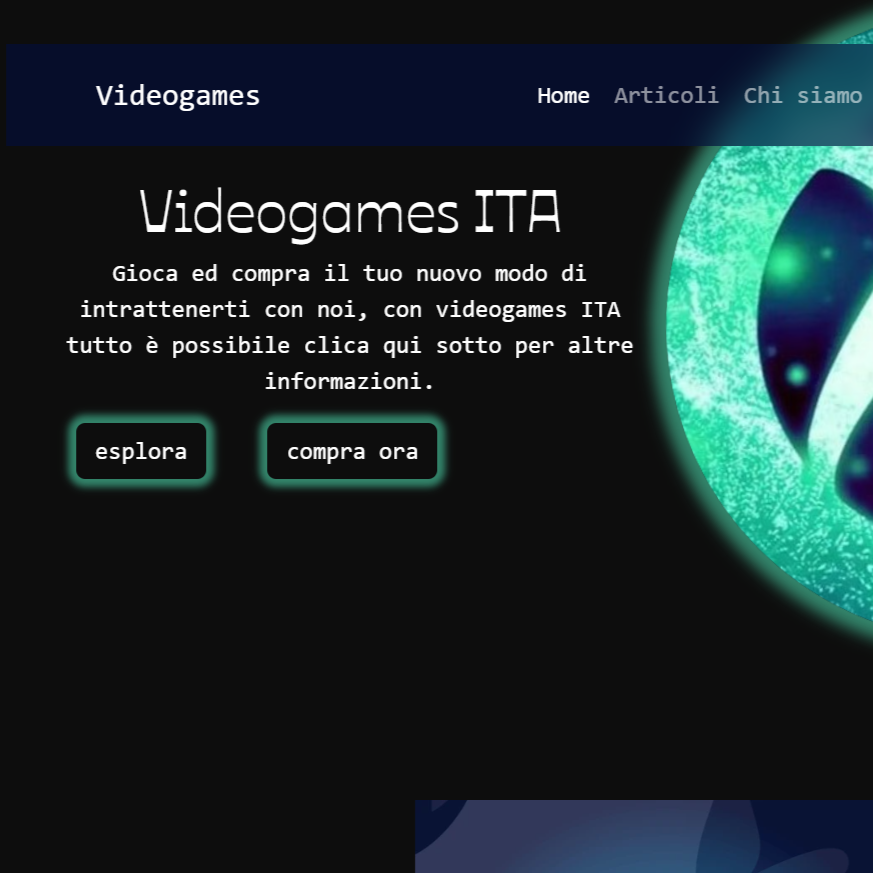 Videogames
Home Articoli Chi siamo
Videogames ITA
Gioca ed compra il tuo nuovo modo di
intrattenerti con noi, con videogames ITA
tutto è possibile clica qui sotto per altre
informazioni.
esplora
compra ora